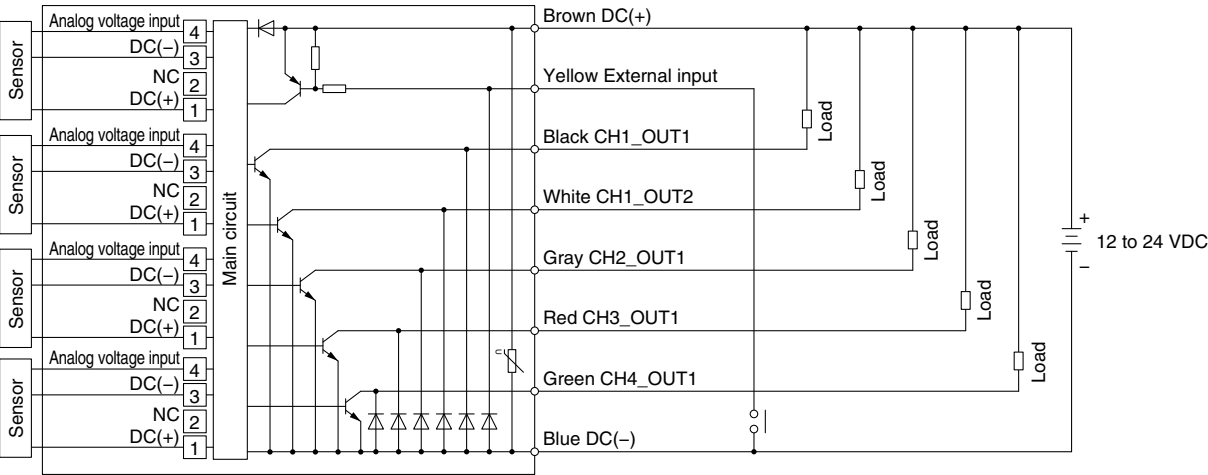 Sensor
Analog voltage input 4
DC(−) 3
NC 2
DC(+) 1
Sensor
Analog voltage input 4
DC(−) 3
NC 2
DC(+) 1
Sensor
Analog voltage input 4
DC(−) 3
NC 2
DC(+) 1
Sensor
Analog voltage input 4
DC(−) 3
NC 2
DC(+) 1
Main circuit
U
Brown DC(+)
Yellow External input
Black CH1_OUT1
White CH1_OUT2
Gray CH2_OUT1
Red CH3_OUT1
Green CH4_OUT1
Blue DC(−)
Load
Load
Load
Load
Load
+
12 to 24 VDC
−